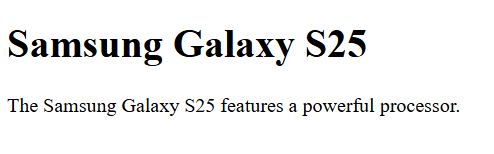 Samsung Galaxy S25
The Samsung Galaxy S25 features a powerful processor.